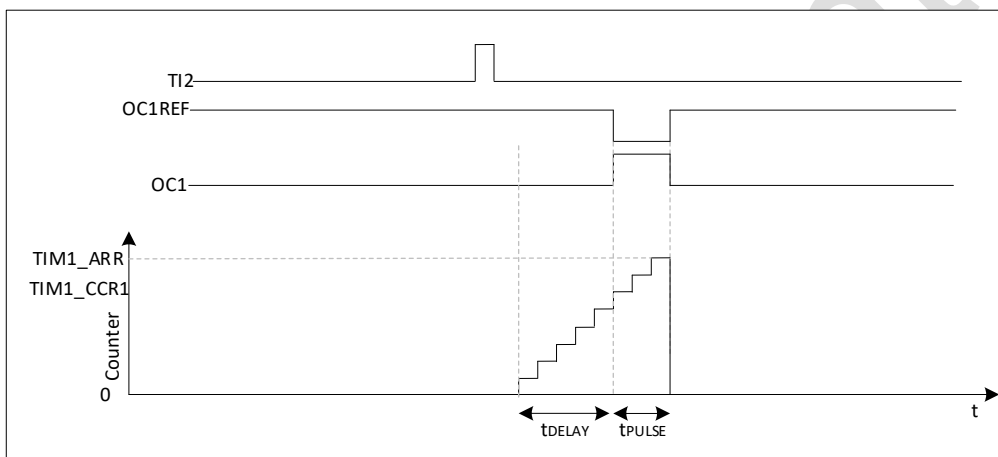 TI2
OC1REF
OC1
TIM1_ARR
TIM1_CCR1
Counter
0
t
tDELAY
tPULSE